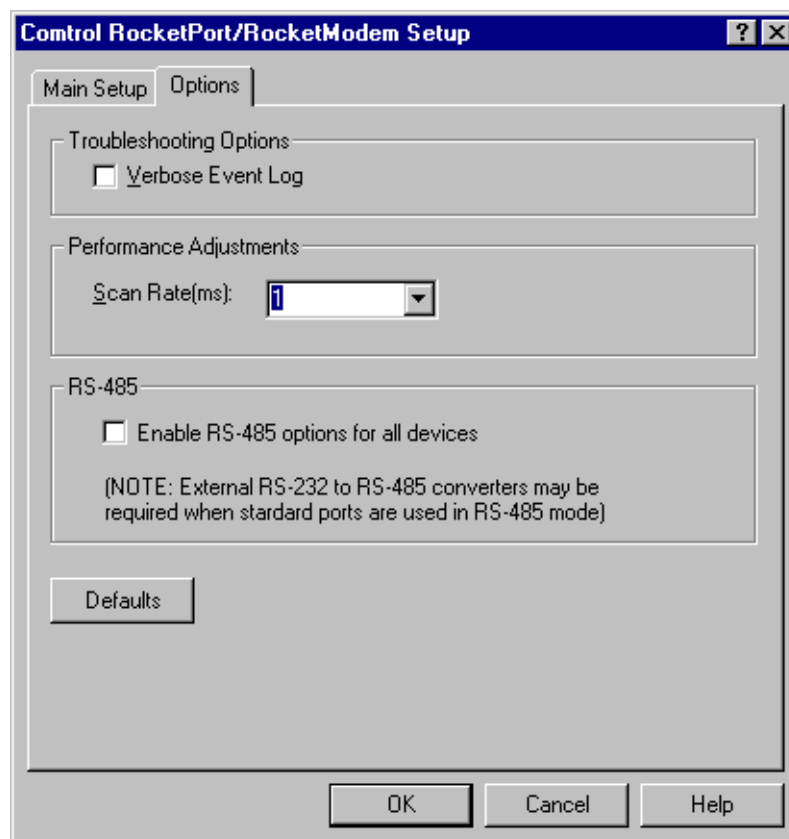 Comtrol RocketPort/RocketModem Setup
Main Setup
Options
Troubleshooting Options
Verbose Event Log
Performance Adjustments
Scan Rate(ms):
1
RS-485
Enable RS-485 options for all devices
(NOTE: External RS-232 to RS-485 converters may be
required when stardard ports are used in RS-485 mode)
Defaults
OK
Cancel
Help